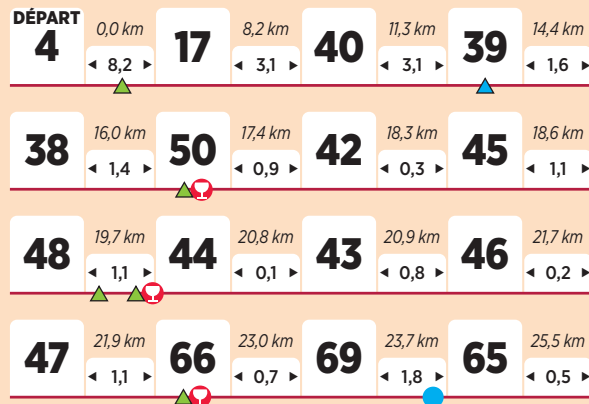 DÉPART
4 0,0 km 17 8,2 km 40 11,3 km 39 14,4 km
◄ 8,2 ► ◄ 3,1 ► ◄ 3,1 ► ◄ 1,6 ►
38 16,0 km 50 17,4 km 42 18,3 km 45 18,6 km
◄ 1,4 ► ◄ 0,9 ► ◄ 0,3 ► ◄ 1,1 ►
48 19,7 km 44 20,8 km 43 20,9 km 46 21,7 km
◄ 1,1 ► ◄ 0,1 ► ◄ 0,8 ► ◄ 0,2 ►
47 21,9 km 66 23,0 km 69 23,7 km 65 25,5 km
◄ 1,1 ► ◄ 0,7 ► ◄ 1,8 ► ◄ 0,5 ►